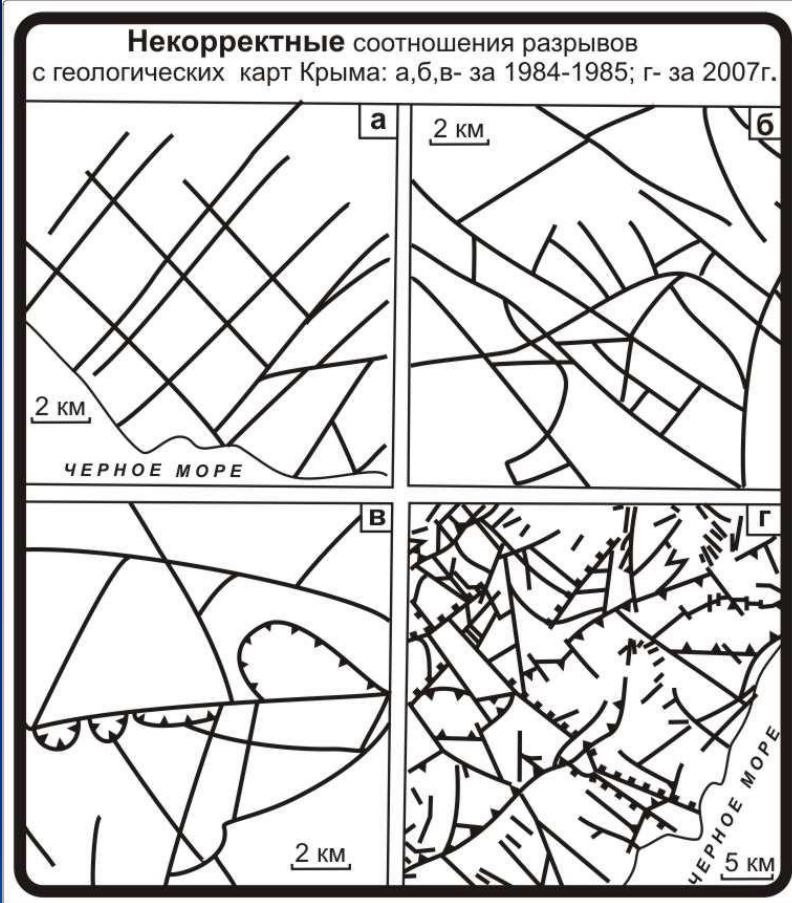 Некорректные соотношения разрывов
с геологических карт Крыма: а,б,в- за 1984-1985; г- за 2007г.
а
2 км
ЧЕРНОЕ МОРЕ
2 км
б
в
2 км
г
ЧЕРНОЕ МОРЕ
5 км